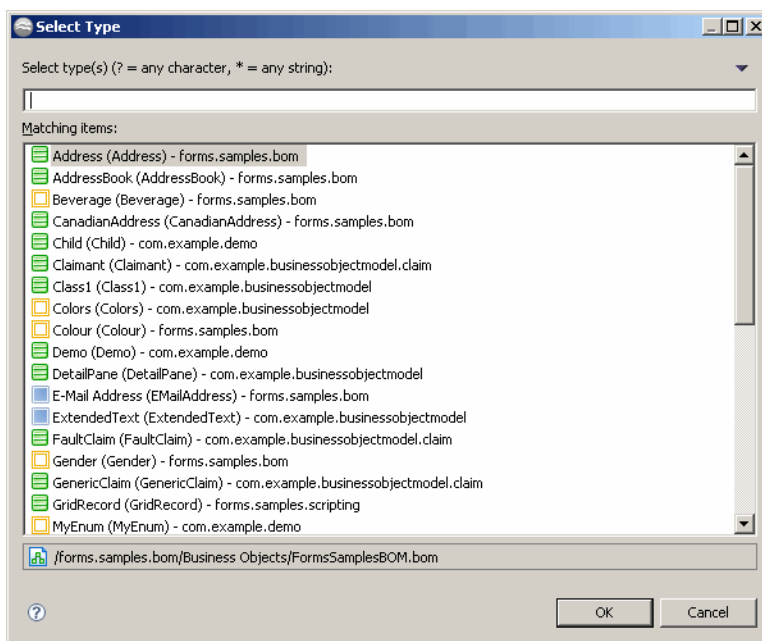 Select Type
Select type(s) (? = any character, * = any string):
Matching items:
Address (Address) - forms.samples.bom
AddressBook (AddressBook) - forms.samples.bom
Beverage (Beverage) - forms.samples.bom
CanadianAddress (CanadianAddress) - forms.samples.bom
Child (Child) - com.example.demo
Claimant (Claimant) - com.example.businessobjectmodel.claim
Class1 (Class1) - com.example.businessobjectmodel
Colors (Colors) - com.example.businessobjectmodel
Colour (Colour) - forms.samples.bom
Demo (Demo) - com.example.demo
DetailPane (DetailPane) - com.example.businessobjectmodel
E-Mail Address (EMailAddress) - forms.samples.bom
ExtendedText (ExtendedText) - com.example.businessobjectmodel
FaultClaim (FaultClaim) - com.example.businessobjectmodel.claim
Gender (Gender) - forms.samples.bom
GenericClaim (GenericClaim) - com.example.businessobjectmodel.claim
GridRecord (GridRecord) - forms.samples.scripting
MyEnum (MyEnum) - com.example.demo
/forms.samples.bom/Business Objects/FormsSamplesBOM.bom
? OK Cancel